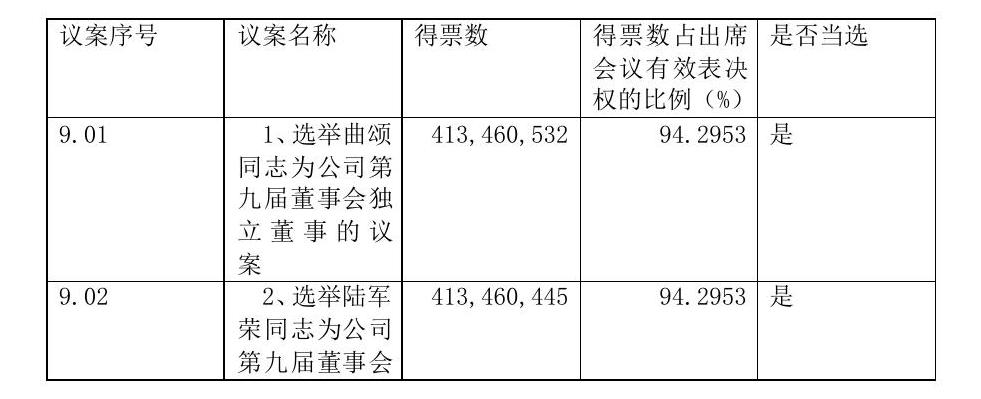 议案序号 议案名称 得票数 得票数占出席 是否当选
会议有效表决
权的比例（%）
9.01 1、选举曲颂 413,460,532 94.2953 是
同志为公司第
九届董事会独
立董事的议
案
9.02 2、选举陆军 413,460,445 94.2953 是
荣同志为公司
第九届董事会